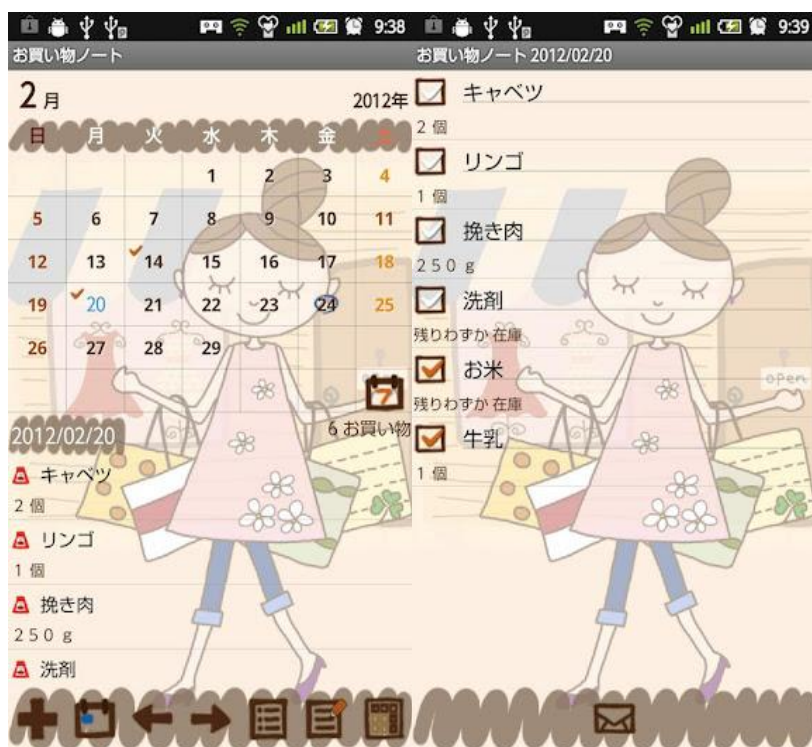 9:38
お買い物ノート
2月
2012年
日 月 火 水 木 金 土
1 2 3 4
5 6 7 8 9 10 11
12 13 14 15 16 17 18
19 20 21 22 23 24 25
26 27 28 29
7
2012/02/20
6 お買い物
キャベツ
2 個
リンゴ
1 個
挽き肉
250 g
洗剤
9:39
お買い物ノート 2012/02/20
キャベツ
2 個
リンゴ
1 個
挽き肉
250 g
洗剤
残りわずか 在庫
お米
open
残りわずか 在庫
牛乳
1 個